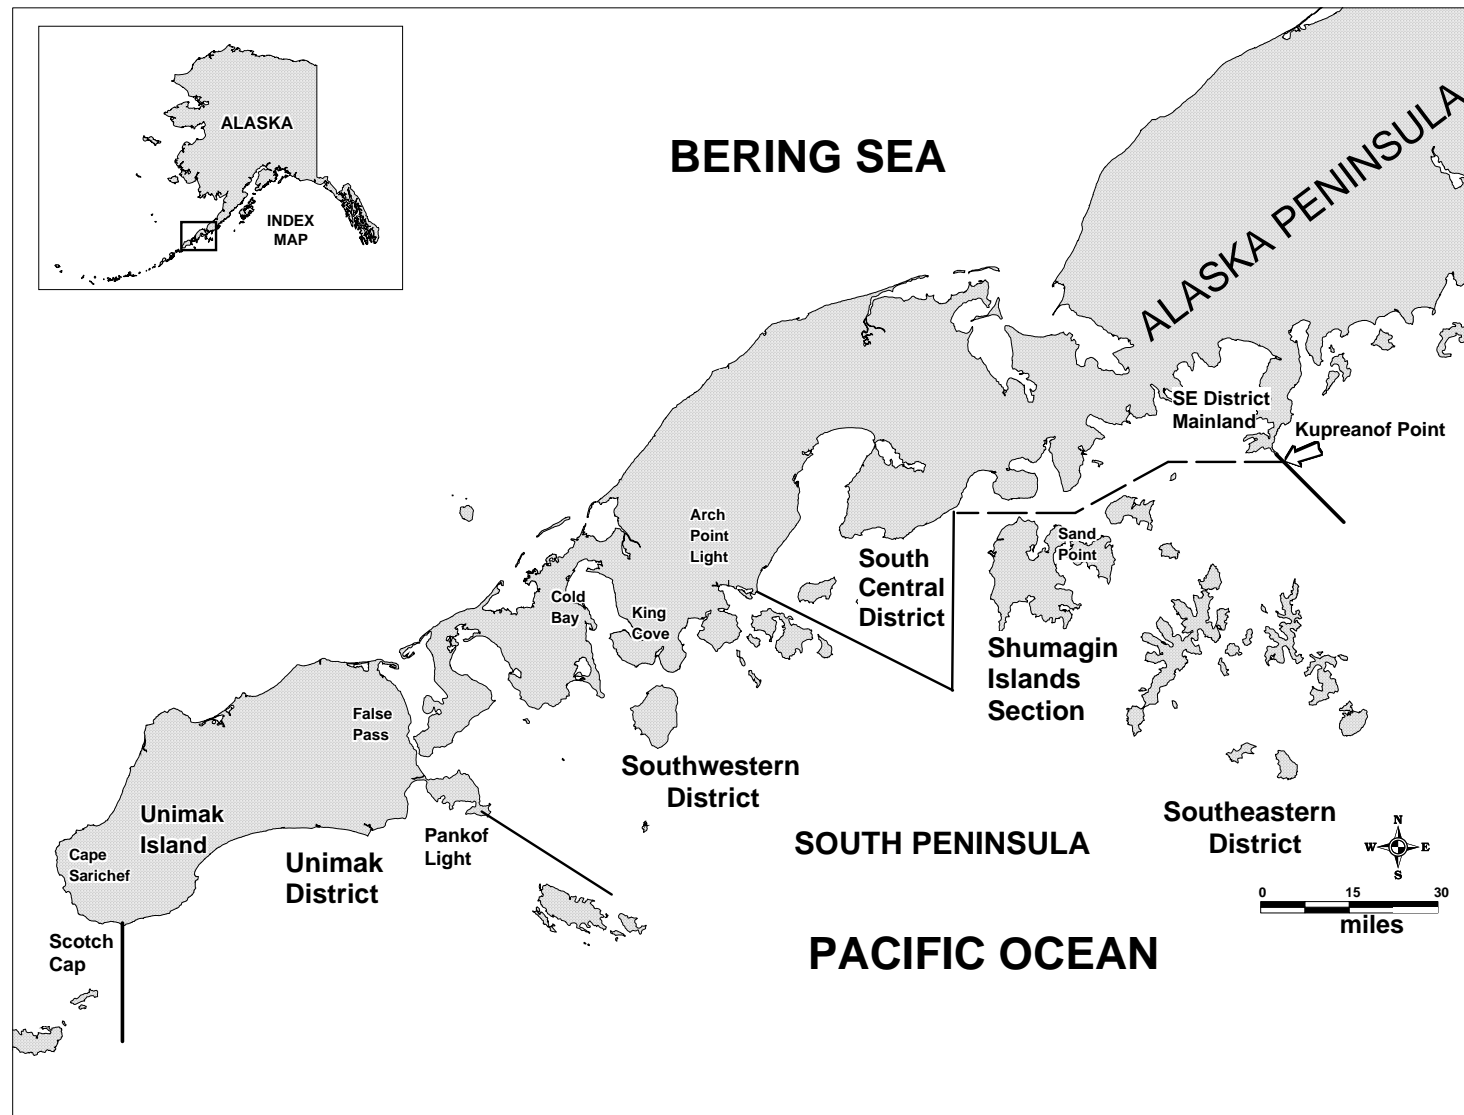 ALASKA
INDEX
MAP
BERING SEA
ALASKA PENINSULA
SE District
Mainland
Kupreanof Point
Arch
Point
Light
Sand
Point
South
Central
District
Cold
Bay
King
Cove
Shumagin
Islands
Section
False
Pass
Southwestern
District
Unimak
Island
Cape
Sarichef
Unimak
District
Pankof
Light
SOUTH PENINSULA
Southeastern
District
N
W E
S
0 15 30
miles
Scotch
Cap
PACIFIC OCEAN